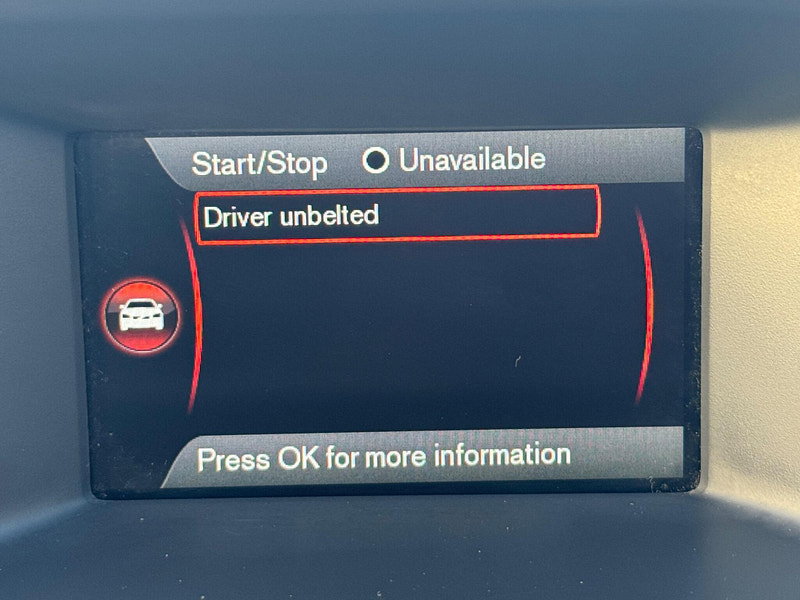 Start/Stop Unavailable
Driver unbelted
Press OK for more information